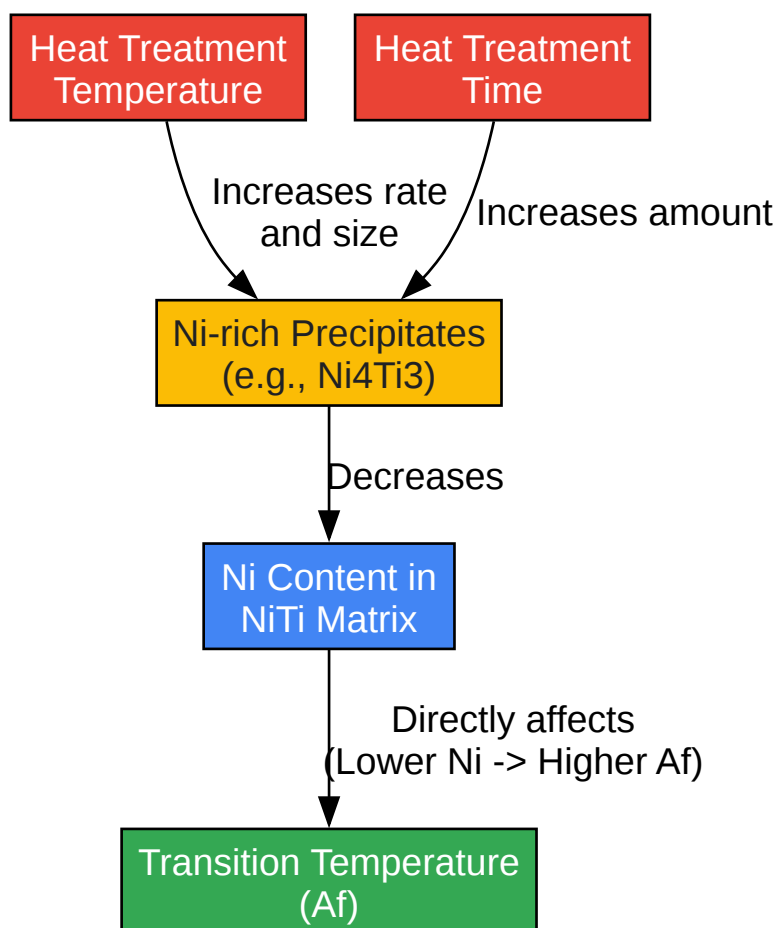 Heat Treatment
Temperature
Heat Treatment
Time
Increases rate
and size
Increases amount
Ni-rich Precipitates
(e.g., Ni4Ti3)
Decreases
Ni Content in
NiTi Matrix
Directly affects
(Lower Ni -> Higher Af)
Transition Temperature
(Af)